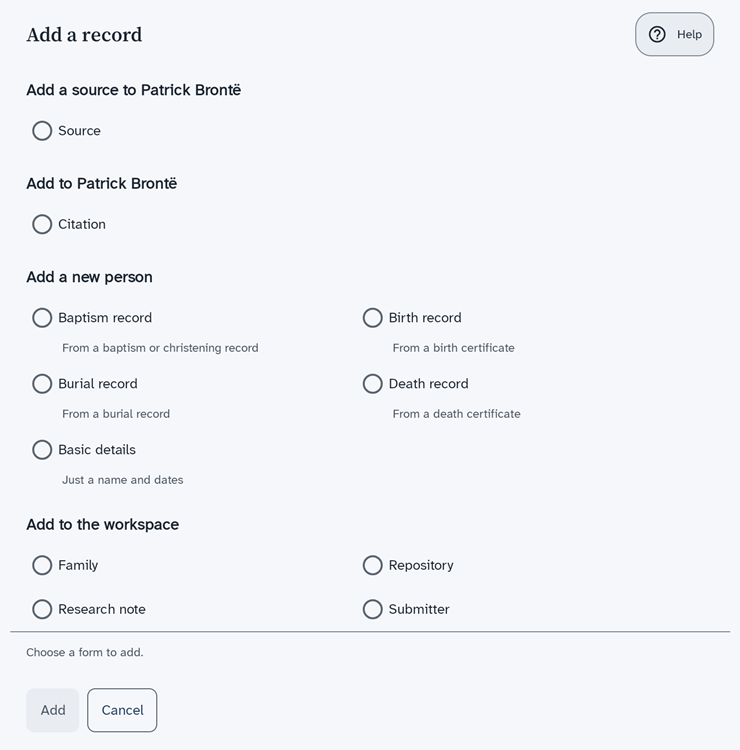 Add a record
Help
Add a source to Patrick Brontë
Source
Add to Patrick Brontë
Citation
Add a new person
Baptism record
From a baptism or christening record
Birth record
From a birth certificate
Burial record
From a burial record
Death record
From a death certificate
Basic details
Just a name and dates
Add to the workspace
Family
Repository
Research note
Submitter
Choose a form to add.
Add
Cancel